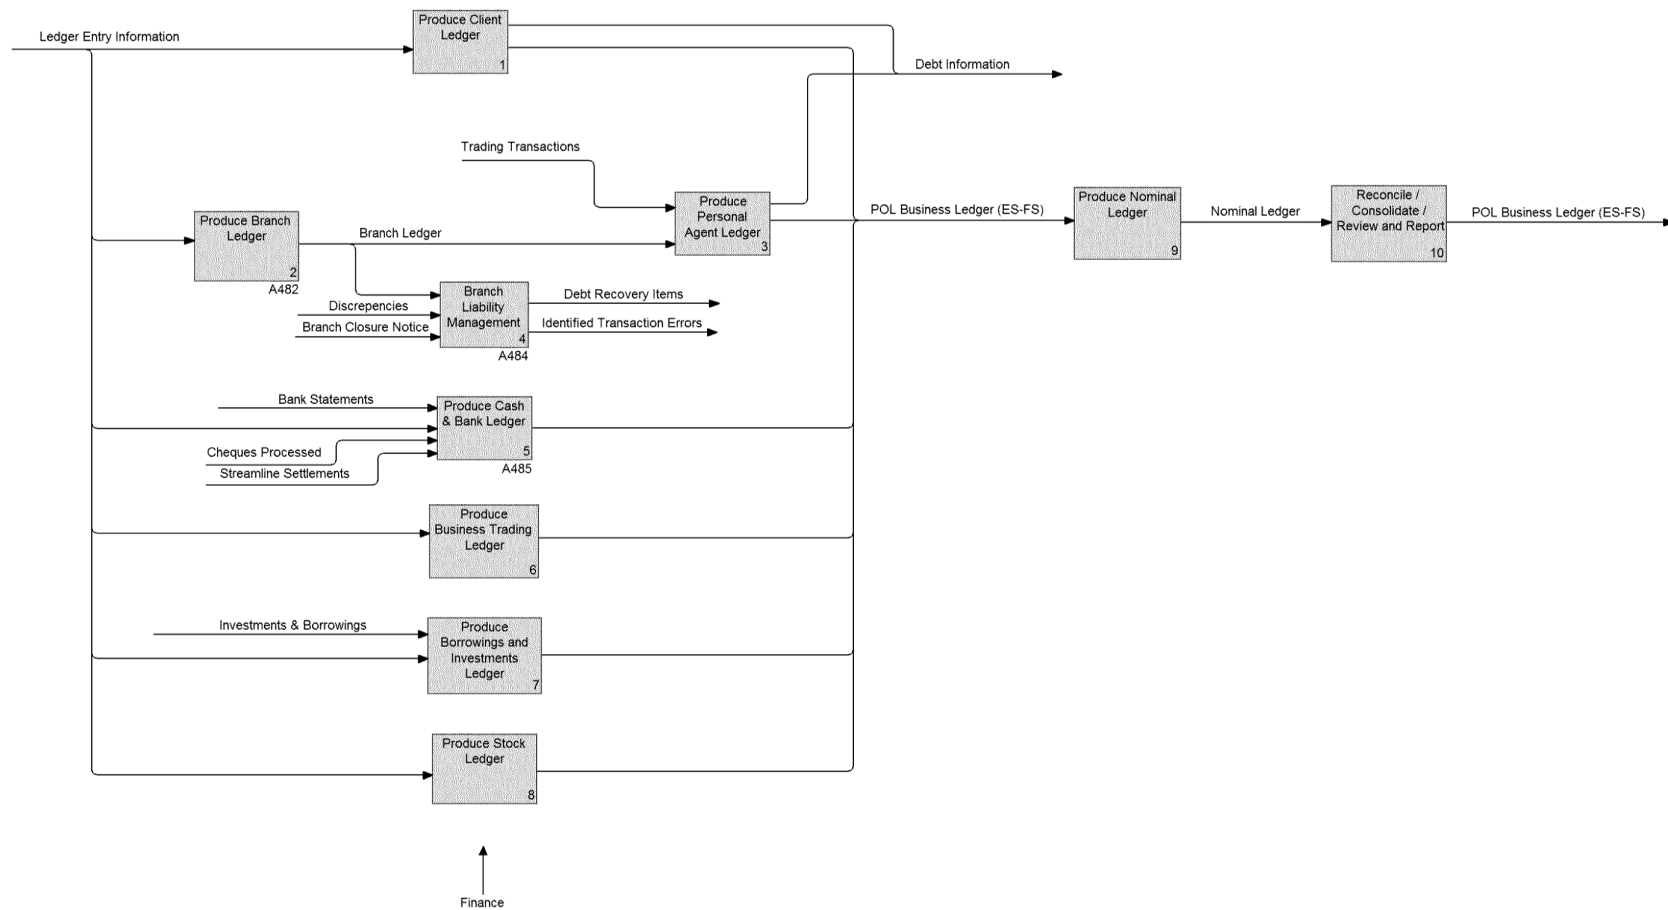 Produce Client
Ledger
1
Ledger Entry Information
Debt Information
Trading Transactions
Produce
Personal
Agent Ledger
3
POL Business Ledger (ES-FS)
Produce Nominal
Ledger
9
Nominal Ledger
Reconcile /
Consolidate /
Review and Report
10
POL Business Ledger (ES-FS)
Produce Branch
Ledger
2
A482
Branch Ledger
Branch
Liability
Management
4
A484
Discrepencies
Branch Closure Notice
Debt Recovery Items
Identified Transaction Errors
Bank Statements
Produce Cash
& Bank Ledger
5
A485
Cheques Processed
Streamline Settlements
Produce
Business Trading
Ledger
6
Investments & Borrowings
Produce
Borrowings and
Investments
Ledger
7
Produce Stock
Ledger
8
Finance